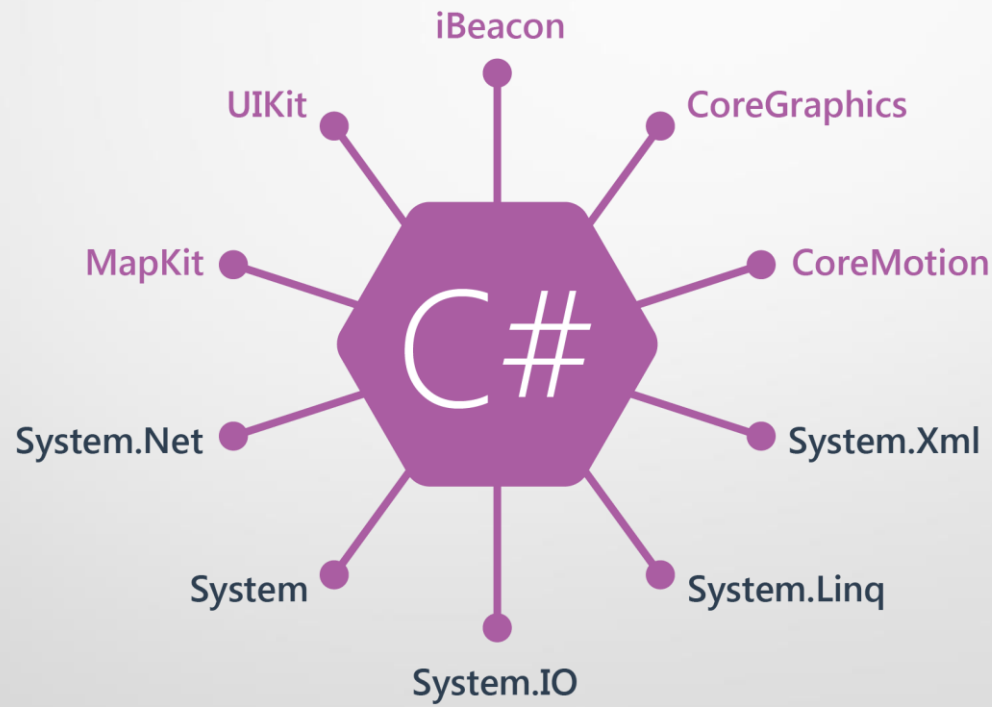 iBeacon
UIKit
CoreGraphics
MapKit
CoreMotion
C#
System.Net
System.Xml
System
System.Linq
System.IO